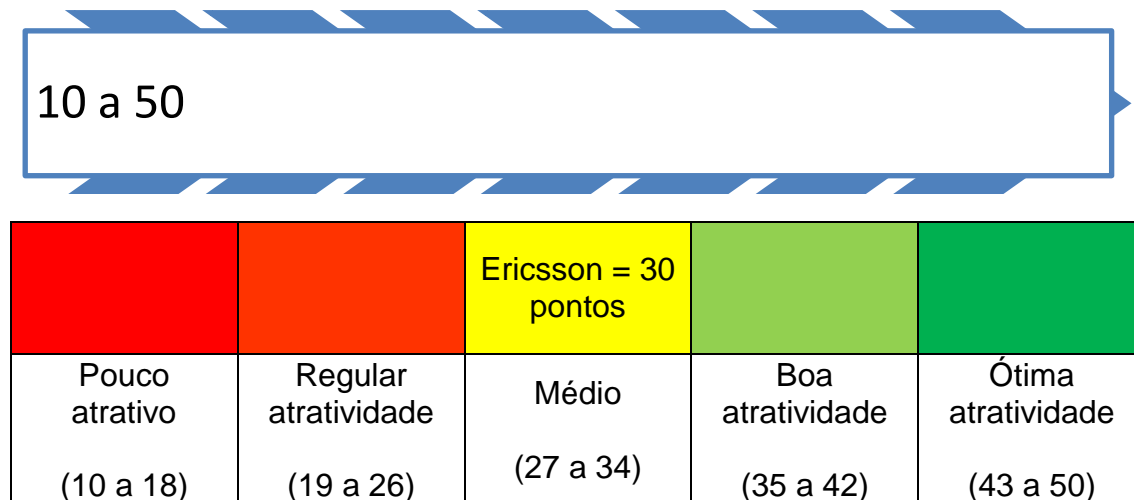 10 a 50
Ericsson = 30
pontos
Pouco
atrativo
(10 a 18)
Regular
atratividade
(19 a 26)
Médio
(27 a 34)
Boa
atratividade
(35 a 42)
Ótima
atratividade
(43 a 50)